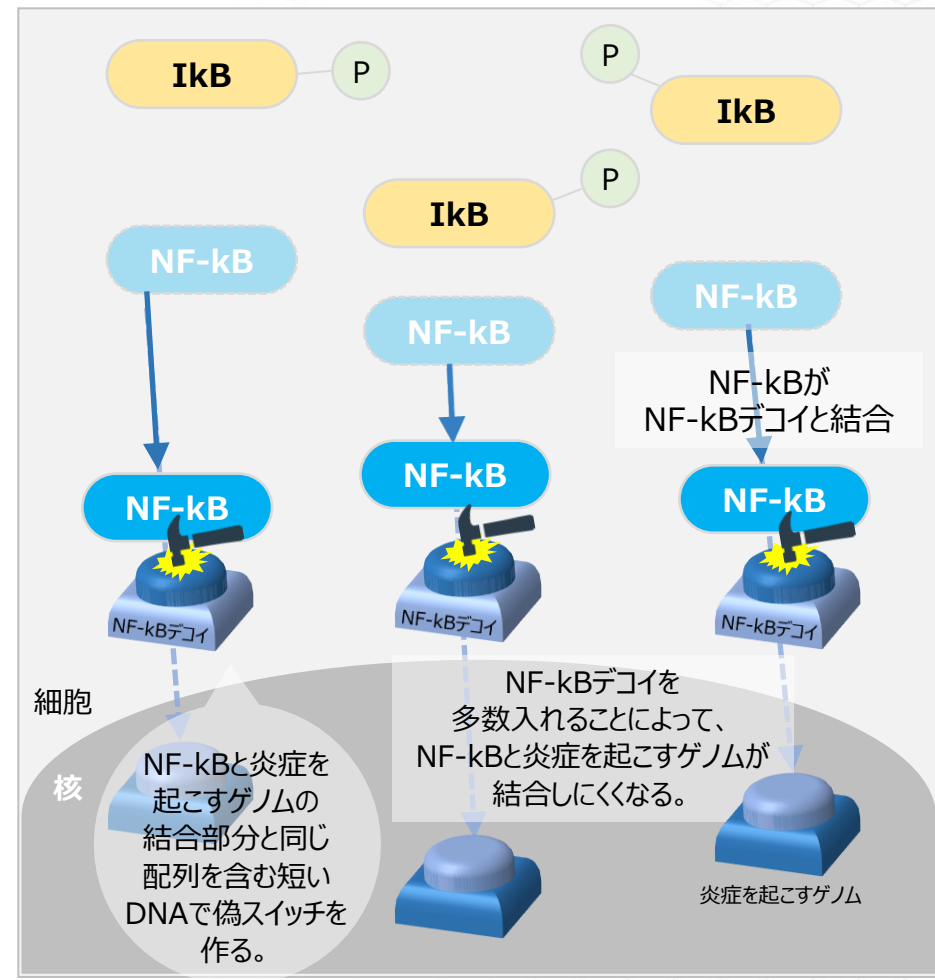 IkB
P
P
IkB
P
IkB
NF-kB
NF-kB
NF-kB
NF-kBが
NF-kBデコイと結合
NF-kB
NF-kB
NF-kB
NF-kBデコイ
NF-kBデコイ
NF-kBデコイ
細胞
核
NF-kBと炎症を
起こすゲノムの
結合部分と同じ
配列を含む短い
DNAで偽スイッチを
作る。
NF-kBデコイを
多数入れることによって、
NF-kBと炎症を起こすゲノムが
結合しにくくなる。
炎症を起こすゲノム